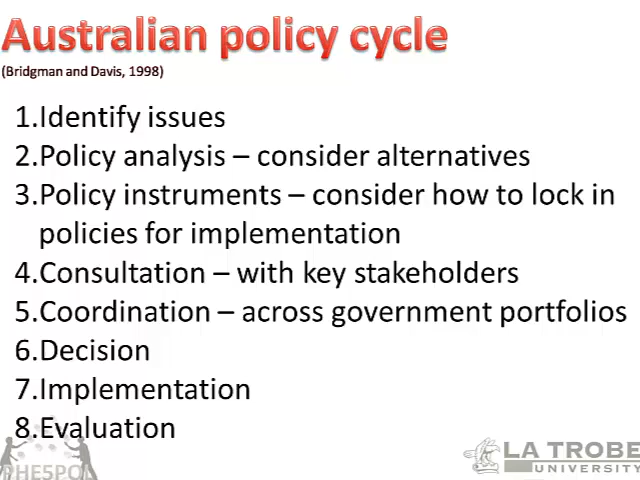 Australian policy cycle
(Bridgman and Davis, 1998)
1.Identify issues
2.Policy analysis – consider alternatives
3.Policy instruments – consider how to lock in
policies for implementation
4.Consultation – with key stakeholders
5.Coordination – across government portfolios
6.Decision
7.Implementation
8.Evaluation
PHE5POL
LA TROBE
UNIVERSITY